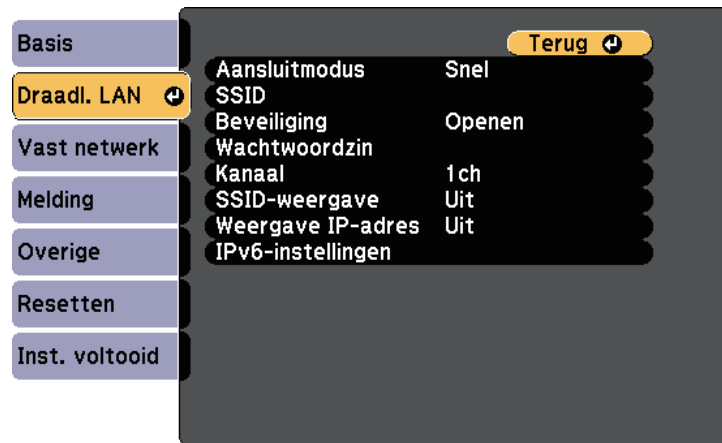 Basis
Draadl. LAN
Vast netwerk
Melding
Overige
Resetten
Inst. voltooid
Terug
Aansluitmodus Snel
SSID
Beveiliging Openen
Wachtwoordzin
Kanaal 1ch
SSID-weergave Uit
Weergave IP-adres Uit
IPv6-instellingen